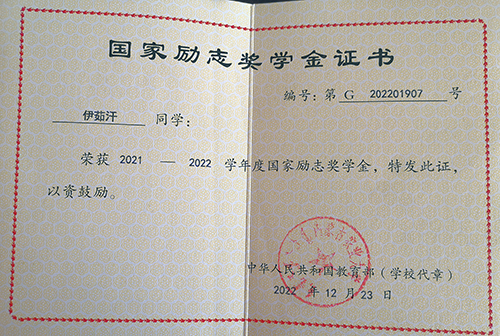 国家励志奖学金证书
编号：第 G 202201907 号
伊茹汗 同学：
荣获 2021 — 2022 学年度国家励志奖学金，特发此证，
以资鼓励。
中华人民共和国教育部（学校代章）
2022 年 12 月 23 日